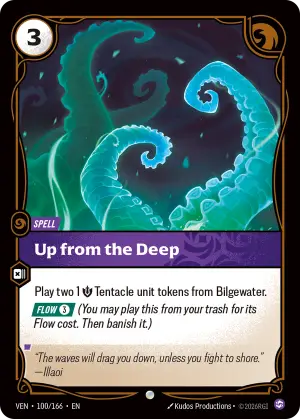 3
SPELL
Up from the Deep
Play two 1 Tentacle unit tokens from Bilgewater.
FLOW 3 (You may play this from your trash for its
Flow cost. Then banish it.)
"The waves will drag you down, unless you fight to shore."
—Illaoi
VEN • 100/166 • EN
Kudos Productions • ©2026RGI